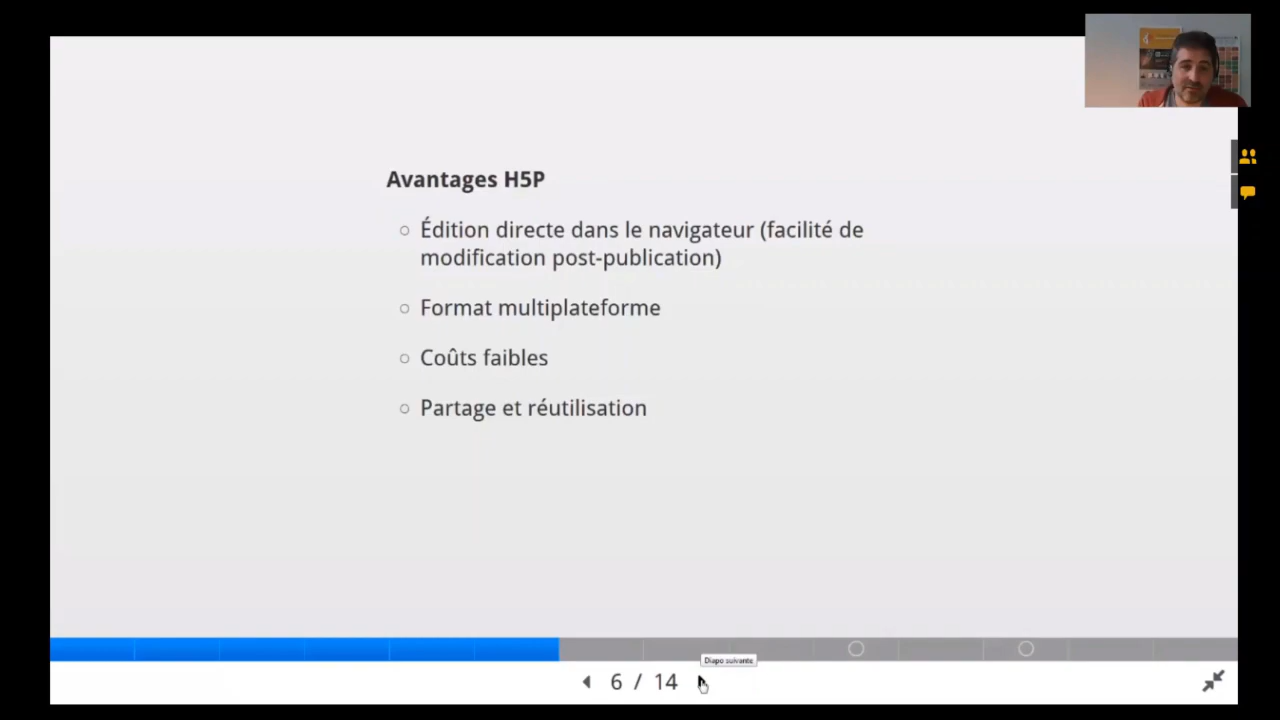 Avantages H5P
Édition directe dans le navigateur (facilité de
modification post-publication)
Format multiplateforme
Coûts faibles
Partage et réutilisation
Diapo suivante
6 / 14